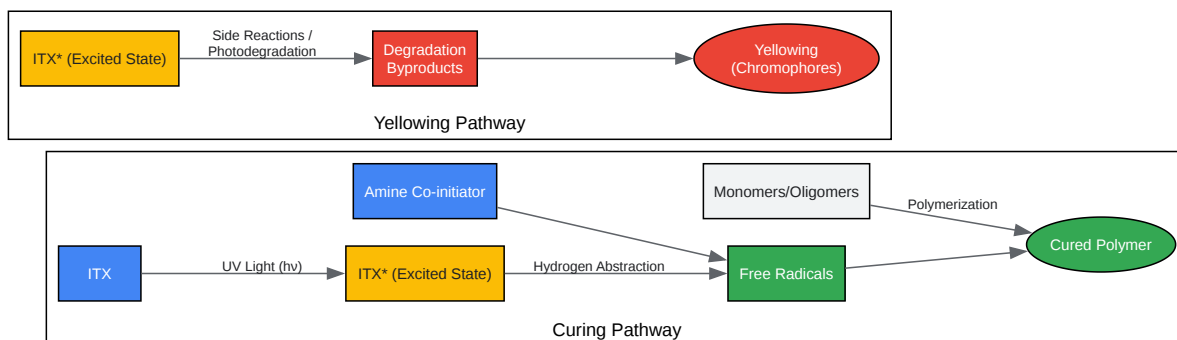 Side Reactions /
Photodegradation
ITX* (Excited State)
Degradation
Byproducts
Yellowing
(Chromophores)
Yellowing Pathway
Amine Co-initiator
Monomers/Oligomers
Polymerization
Cured Polymer
ITX
UV Light (hv)
ITX* (Excited State)
Hydrogen Abstraction
Free Radicals
Curing Pathway